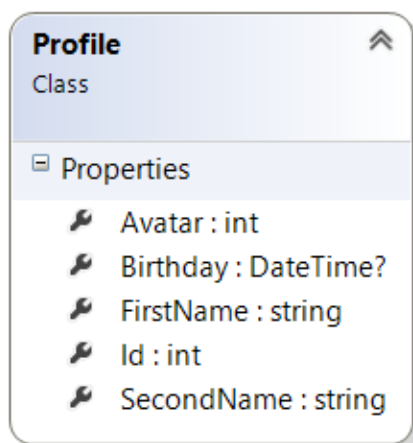 Profile
Class
Properties
Avatar : int
Birthday : DateTime?
FirstName : string
Id : int
SecondName : string